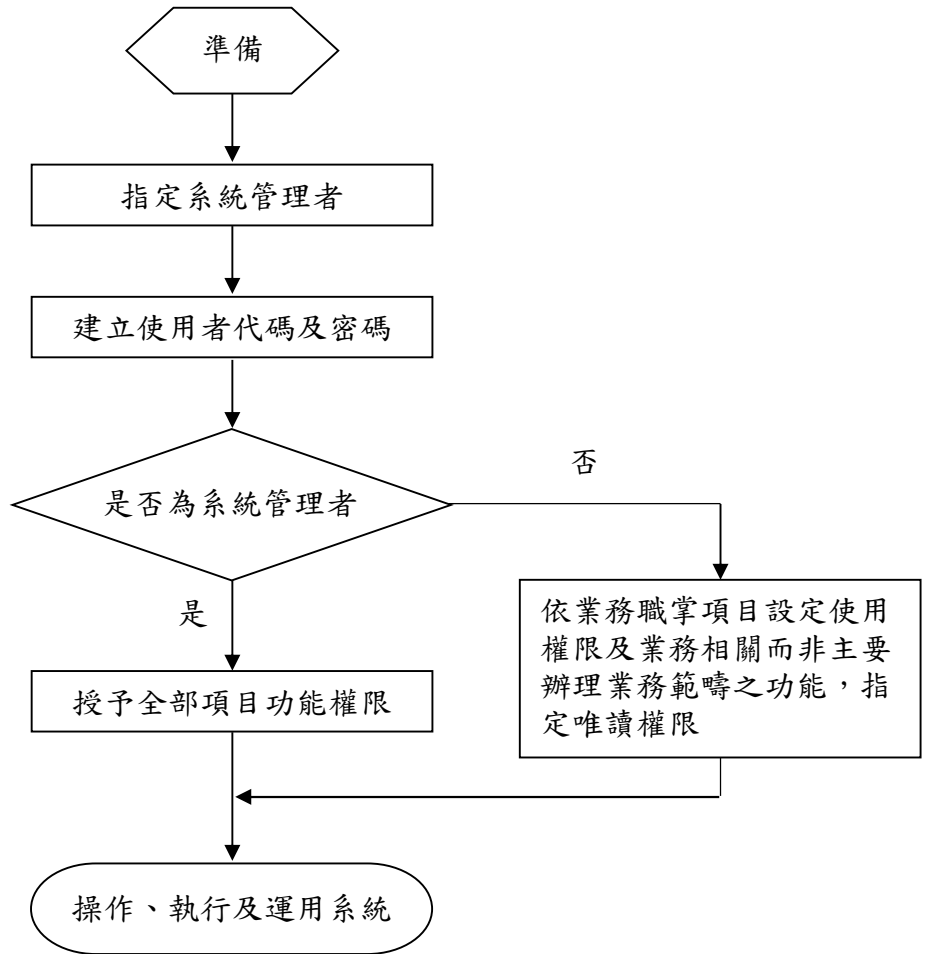 準備
指定系統管理者
建立使用者代碼及密碼
是否為系統管理者
否
是
授予全部項目功能權限
依業務職掌項目設定使用
權限及業務相關而非主要
辦理業務範疇之功能，指
定唯讀權限
操作、執行及運用系統